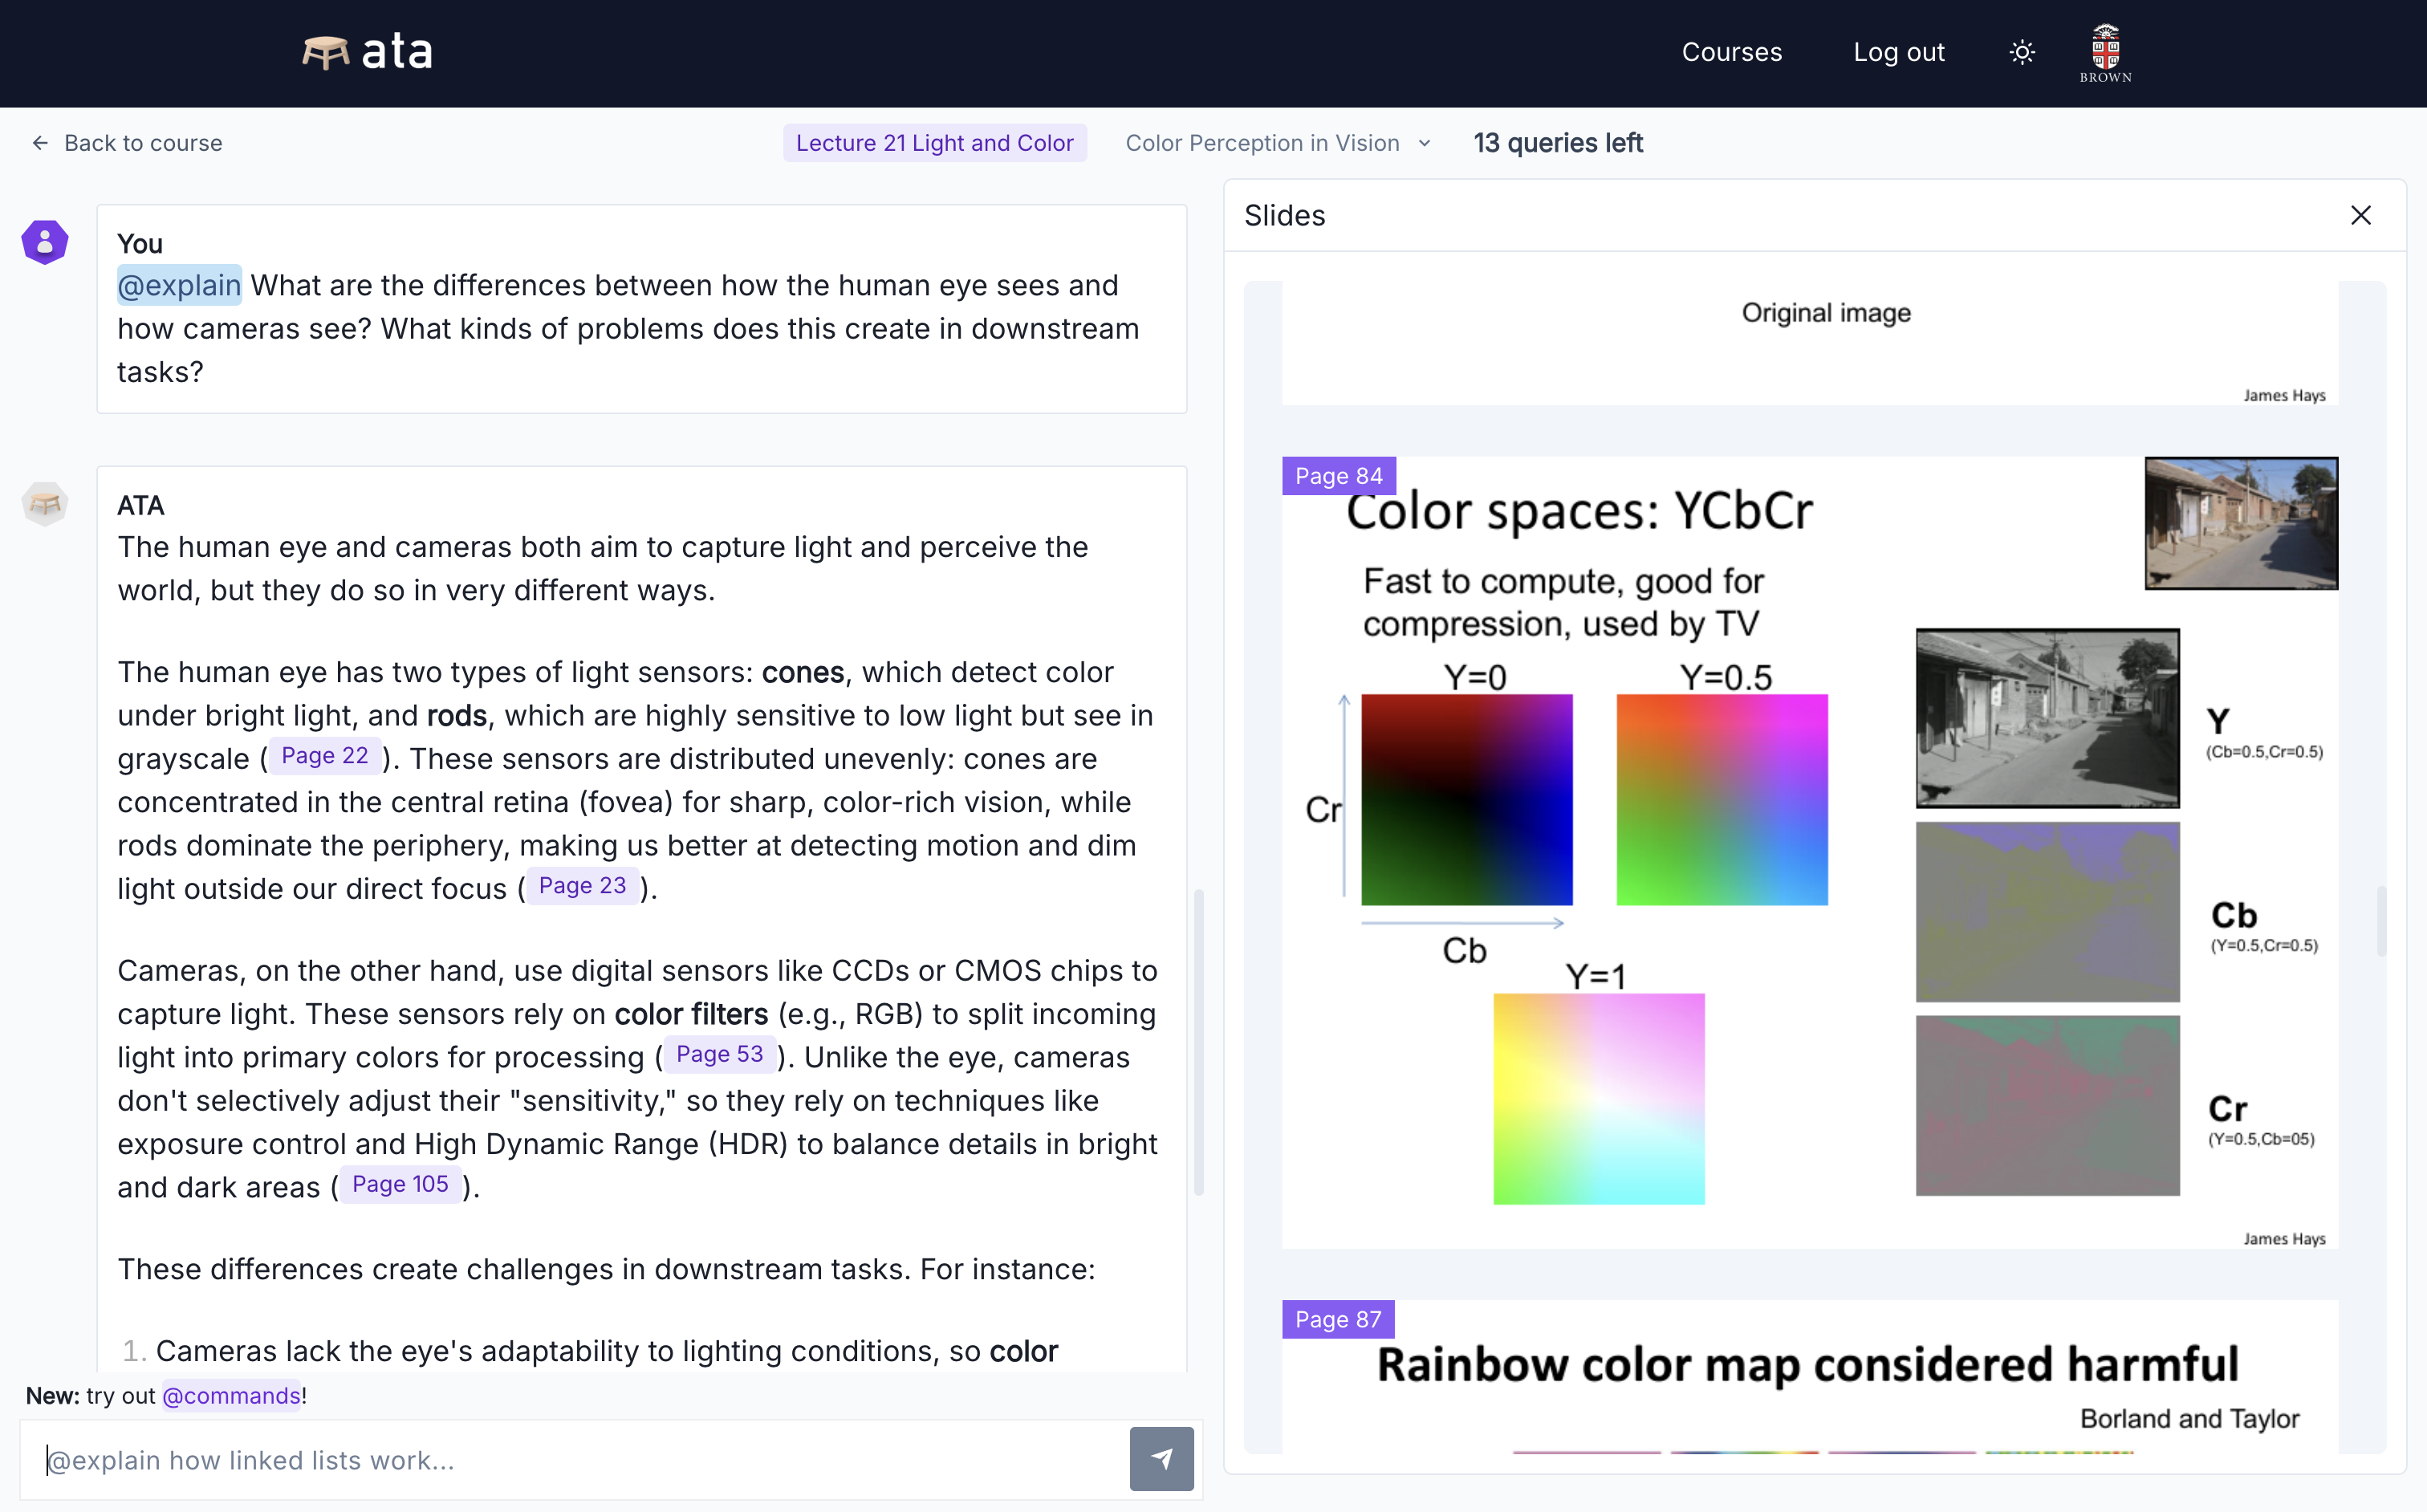 ata
Courses
Log out
BROWN
Back to course
Lecture 21 Light and Color
Color Perception in Vision
13 queries left
You
@explain What are the differences between how the human eye sees and
how cameras see? What kinds of problems does this create in downstream
tasks?
ATA
The human eye and cameras both aim to capture light and perceive the
world, but they do so in very different ways.
The human eye has two types of light sensors: cones, which detect color
under bright light, and rods, which are highly sensitive to low light but see in
grayscale ( Page 22 ). These sensors are distributed unevenly: cones are
concentrated in the central retina (fovea) for sharp, color-rich vision, while
rods dominate the periphery, making us better at detecting motion and dim
light outside our direct focus ( Page 23 ).
Cameras, on the other hand, use digital sensors like CCDs or CMOS chips to
capture light. These sensors rely on color filters (e.g., RGB) to split incoming
light into primary colors for processing ( Page 53 ). Unlike the eye, cameras
don't selectively adjust their "sensitivity," so they rely on techniques like
exposure control and High Dynamic Range (HDR) to balance details in bright
and dark areas ( Page 105 ).
These differences create challenges in downstream tasks. For instance:
1. Cameras lack the eye's adaptability to lighting conditions, so color
New: try out @commands!
@explain how linked lists work...
Slides
Original image
James Hays
Page 84
Color spaces: YCbCr
Fast to compute, good for
compression, used by TV
Y=0
Y=0.5
Cr
Cb
Y=1
Y
(Cb=0.5,Cr=0.5)
Cb
(Y=0.5,Cr=0.5)
Cr
(Y=0.5,Cb=05)
James Hays
Page 87
Rainbow color map considered harmful
Borland and Taylor